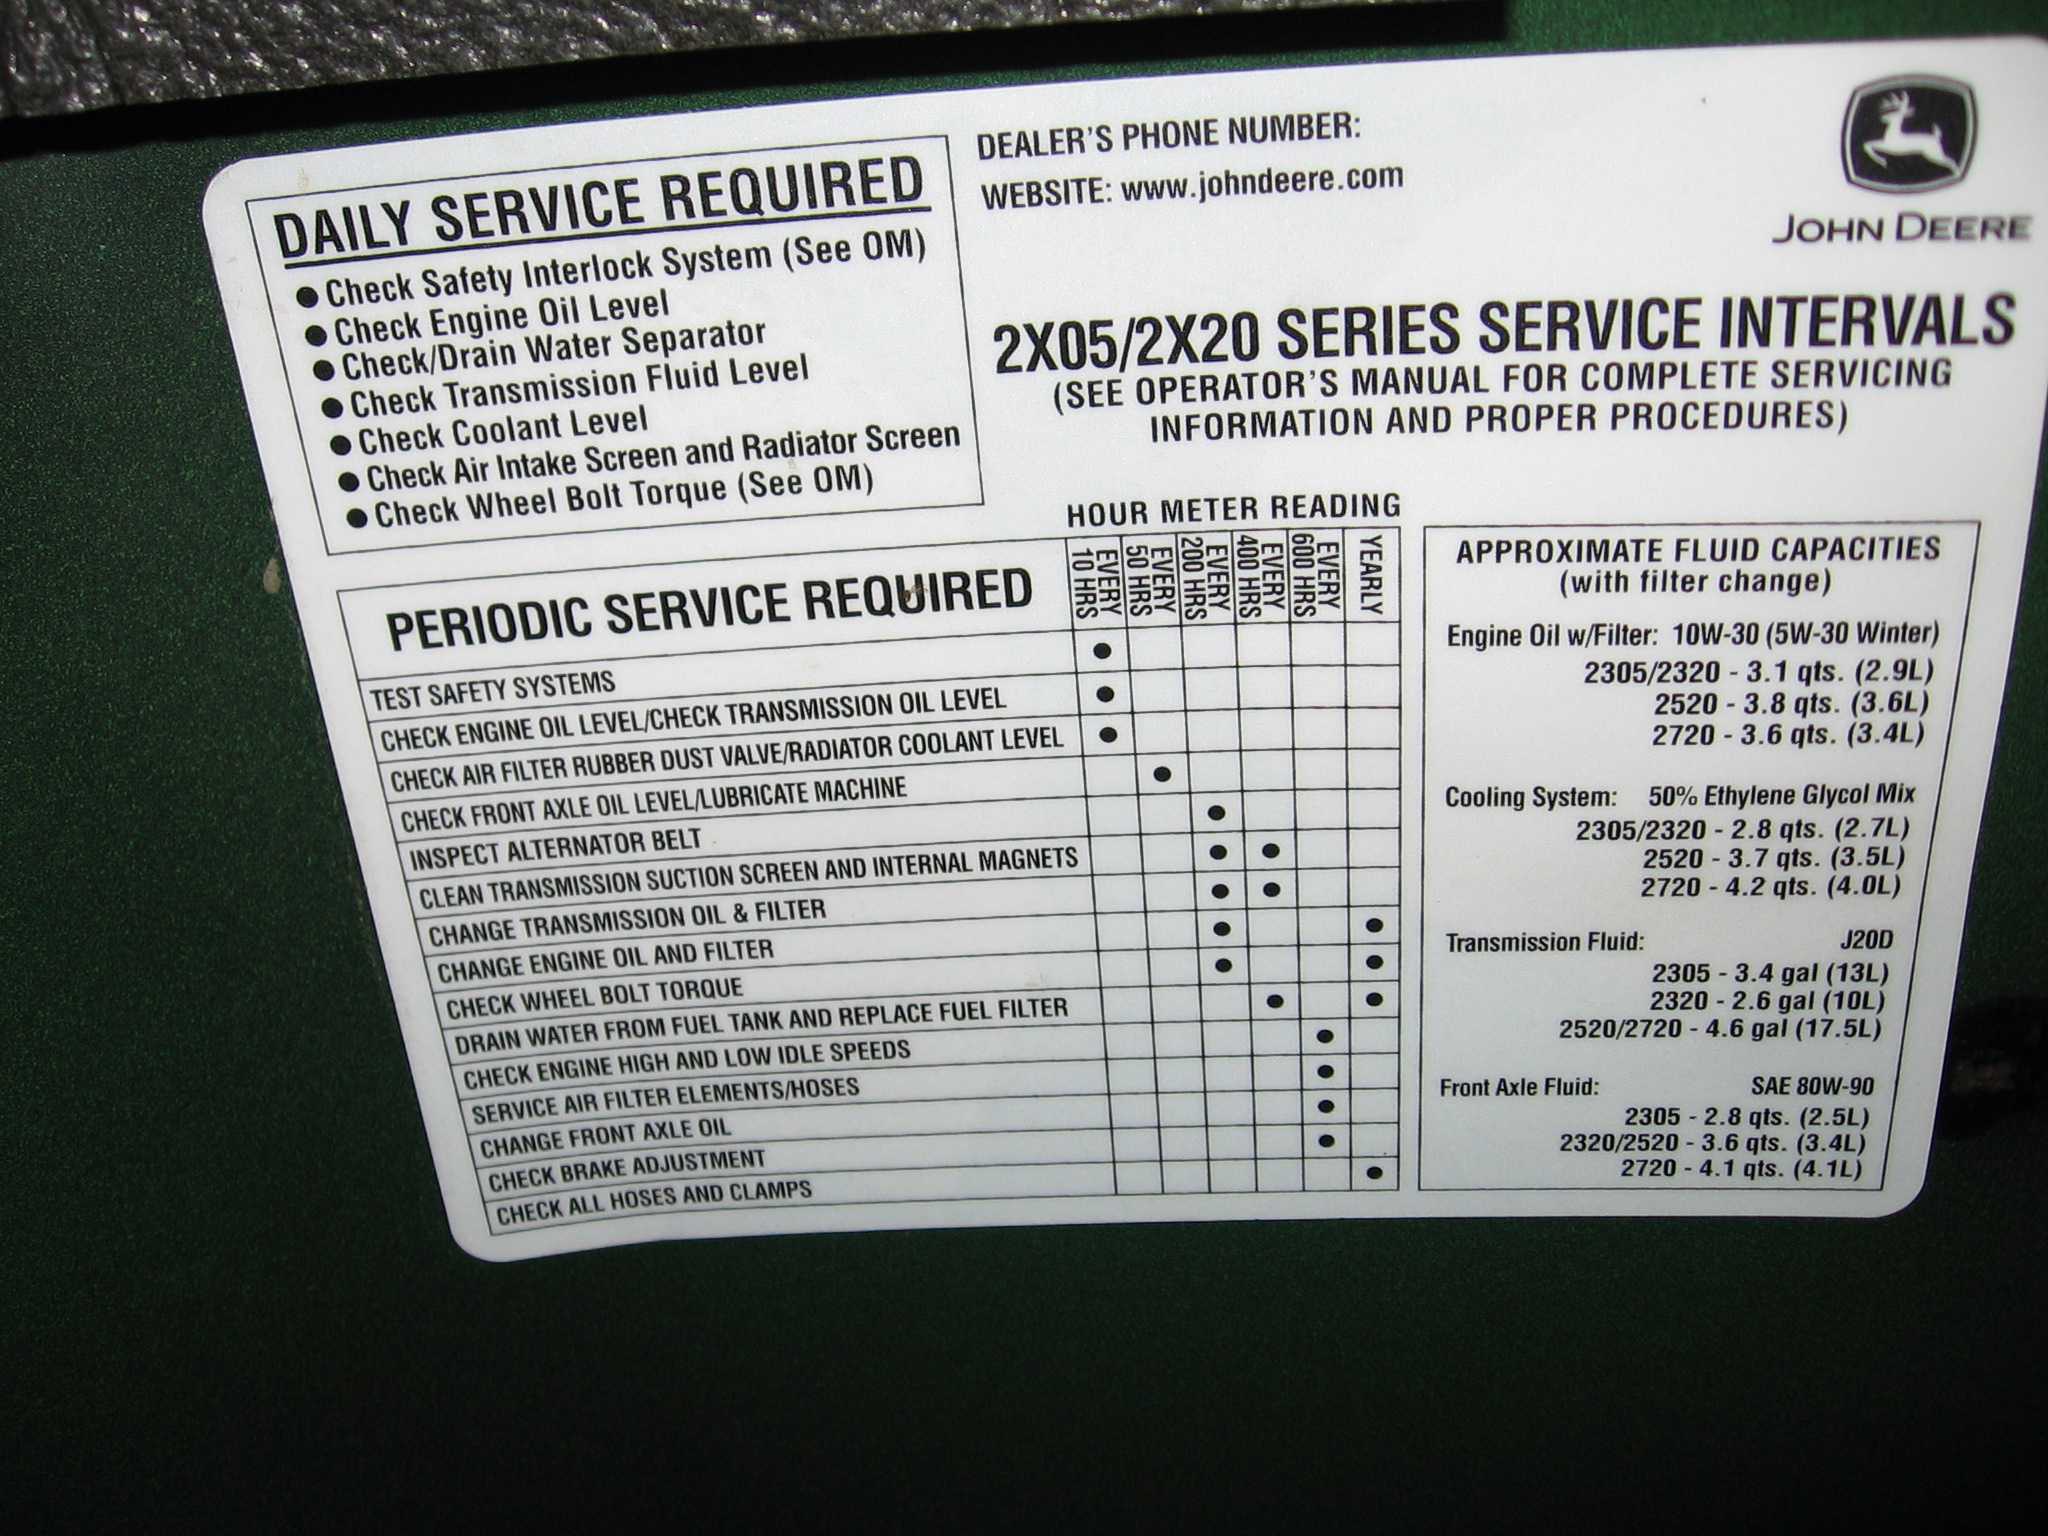 DAILY SERVICE REQUIRED
● Check Safety Interlock System (See OM)
● Check Engine Oil Level
● Check/Drain Water Separator
● Check Transmission Fluid Level
● Check Coolant Level
● Check Air Intake Screen and Radiator Screen
● Check Wheel Bolt Torque (See OM)
DEALER'S PHONE NUMBER:
WEBSITE: www.johndeere.com
JOHN DEERE
2X05/2X20 SERIES SERVICE INTERVALS
(SEE OPERATOR'S MANUAL FOR COMPLETE SERVICING
INFORMATION AND PROPER PROCEDURES)
HOUR METER READING
PERIODIC SERVICE REQUIRED
EVERY
10 HRS
EVERY
50 HRS
EVERY
200 HRS
EVERY
400 HRS
EVERY
600 HRS
YEARLY
TEST SAFETY SYSTEMS ●
CHECK ENGINE OIL LEVEL/CHECK TRANSMISSION OIL LEVEL ●
CHECK AIR FILTER RUBBER DUST VALVE/RADIATOR COOLANT LEVEL ●
CHECK FRONT AXLE OIL LEVEL/LUBRICATE MACHINE ●
INSPECT ALTERNATOR BELT ●
CLEAN TRANSMISSION SUCTION SCREEN AND INTERNAL MAGNETS ● ●
CHANGE TRANSMISSION OIL & FILTER ● ●
CHANGE ENGINE OIL AND FILTER ● ●
CHECK WHEEL BOLT TORQUE ● ●
DRAIN WATER FROM FUEL TANK AND REPLACE FUEL FILTER ● ●
CHECK ENGINE HIGH AND LOW IDLE SPEEDS ●
SERVICE AIR FILTER ELEMENTS/HOSES ●
CHANGE FRONT AXLE OIL ●
CHECK BRAKE ADJUSTMENT ●
CHECK ALL HOSES AND CLAMPS ●
APPROXIMATE FLUID CAPACITIES
(with filter change)
Engine Oil w/Filter: 10W-30 (5W-30 Winter)
2305/2320 - 3.1 qts. (2.9L)
2520 - 3.8 qts. (3.6L)
2720 - 3.6 qts. (3.4L)
Cooling System: 50% Ethylene Glycol Mix
2305/2320 - 2.8 qts. (2.7L)
2520 - 3.7 qts. (3.5L)
2720 - 4.2 qts. (4.0L)
Transmission Fluid: J20D
2305 - 3.4 gal (13L)
2320 - 2.6 gal (10L)
2520/2720 - 4.6 gal (17.5L)
Front Axle Fluid: SAE 80W-90
2305 - 2.8 qts. (2.5L)
2320/2520 - 3.6 qts. (3.4L)
2720 - 4.1 qts. (4.1L)